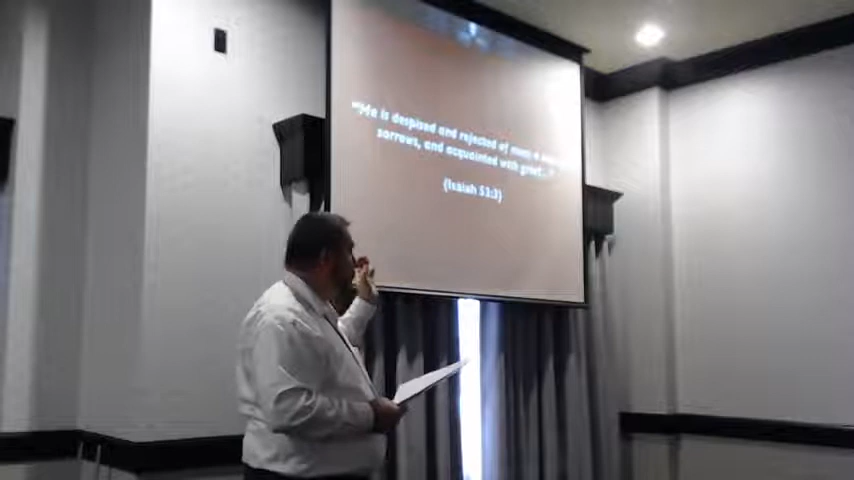 "He is despised and rejected of men; a
sorrows, and acquainted with grief..."
(Isaiah 53:3)